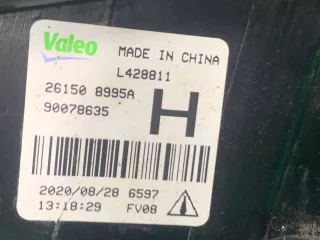 Valeo MADE IN CHINA
L428811
26150 8995A
90078635 H
2020/08/28 6597
13:18:29 FV08